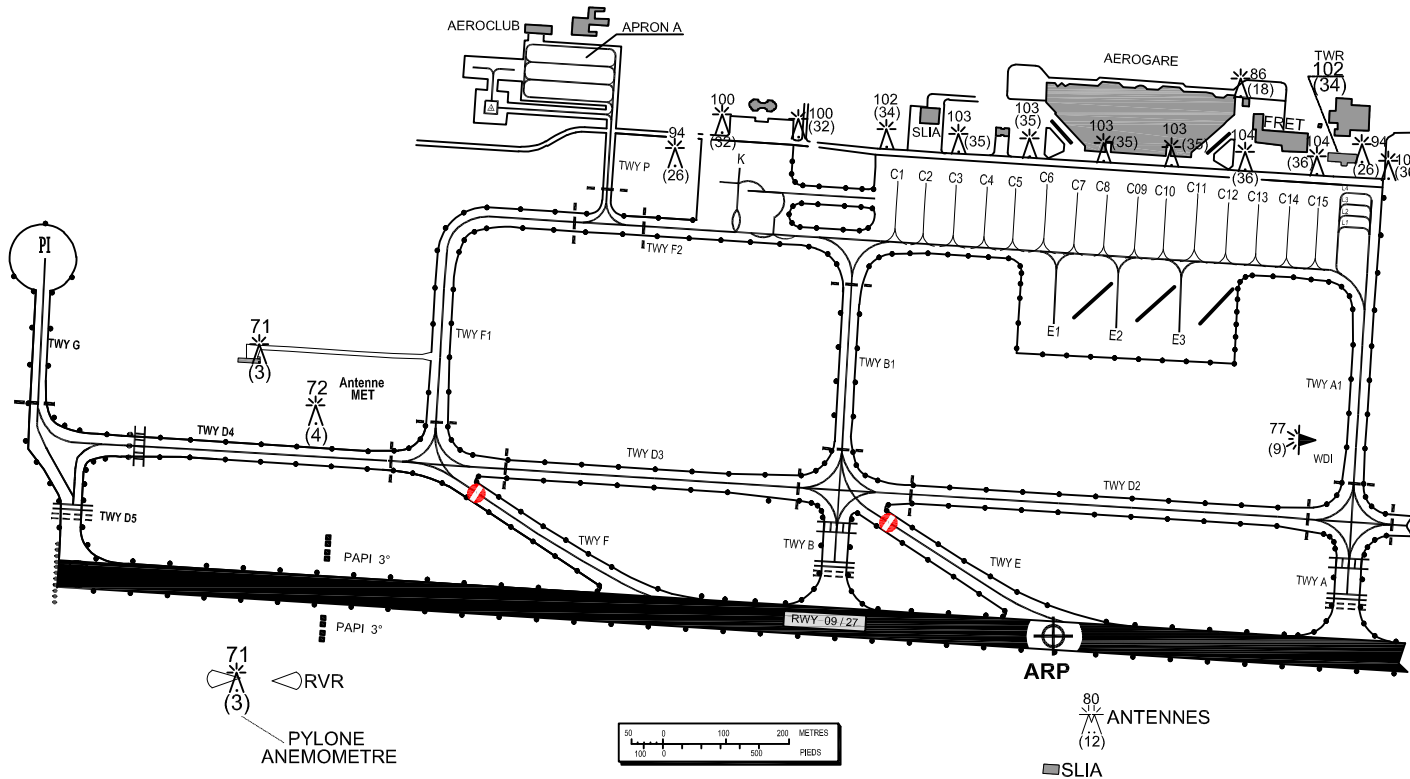 AEROCLUB
APRON A
AEROGARE
TWR
102
(34)
86
(18)
FRET
100
(32)
100
(32)
102
(34)
SLIA
103
(35)
103
(35)
103
(35)
103
(35)
104
(36)
104
(36)
94
(26)
94
(26)
TWY P
K
C1
C2
C3
C4
C5
C6
C7
C8
C09
C10
C11
C12
C13
C14
C15
PI
TWY F2
TWY G
71
(3)
TWY F1
E1
E2
E3
TWY B1
TWY A1
Antenne
MET
72
(4)
77
(9)
WDI
TWY D4
TWY D3
TWY D2
TWY D5
TWY F
TWY B
TWY E
TWY A
PAPI 3°
RWY 09 / 27
PAPI 3°
ARP
71
(3)
RVR
PYLONE
ANEMOMETRE
80
(12)
ANTENNES
50 0 100 200 METRES
100 0 500 PIEDS
SLIA